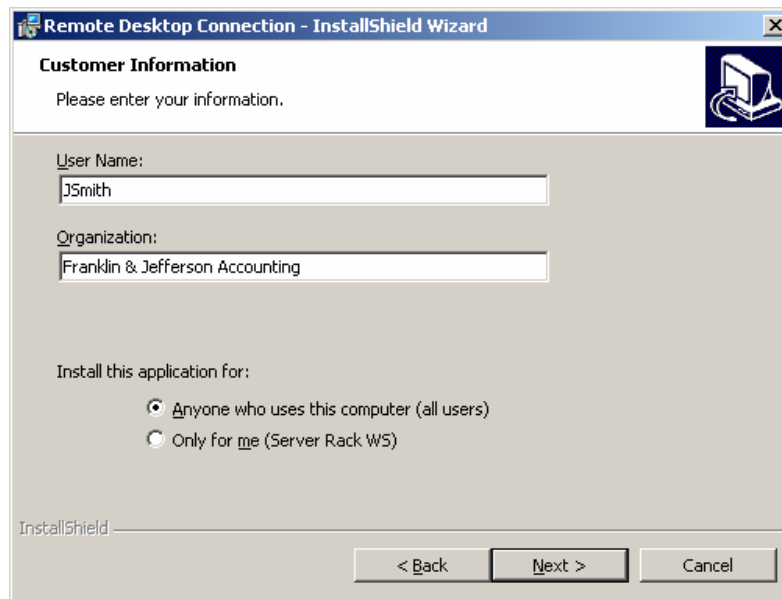 Remote Desktop Connection - InstallShield Wizard
Customer Information
Please enter your information.
User Name:
JSmith
Organization:
Franklin & Jefferson Accounting
Install this application for:
Anyone who uses this computer (all users)
Only for me (Server Rack WS)
InstallShield
< Back Next > Cancel